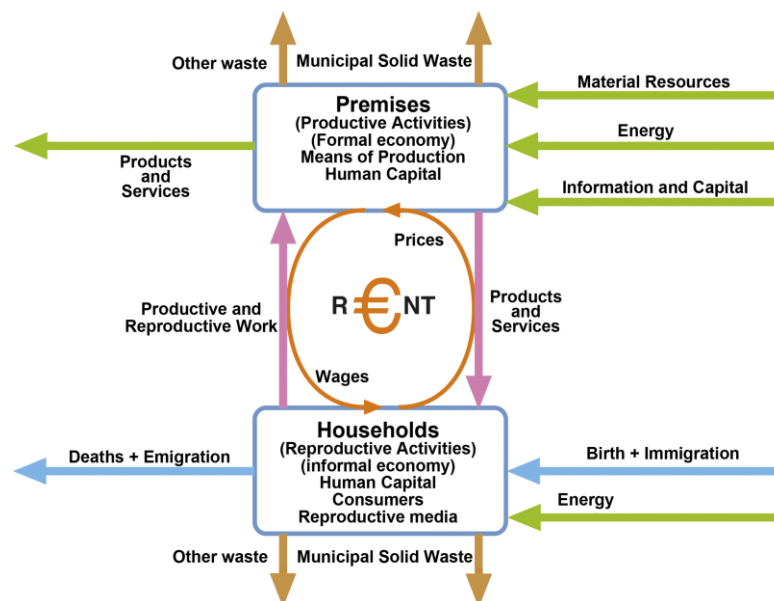 Other waste
Municipal Solid Waste
Premises
(Productive Activities)
(Formal economy)
Means of Production
Human Capital
Material Resources
Energy
Information and Capital
Products
and
Services
Prices
R€NT
Productive and
Reproductive Work
Products
and
Services
Wages
Households
(Reproductive Activities)
(informal economy)
Human Capital
Consumers
Reproductive media
Deaths + Emigration
Birth + Immigration
Energy
Other waste
Municipal Solid Waste